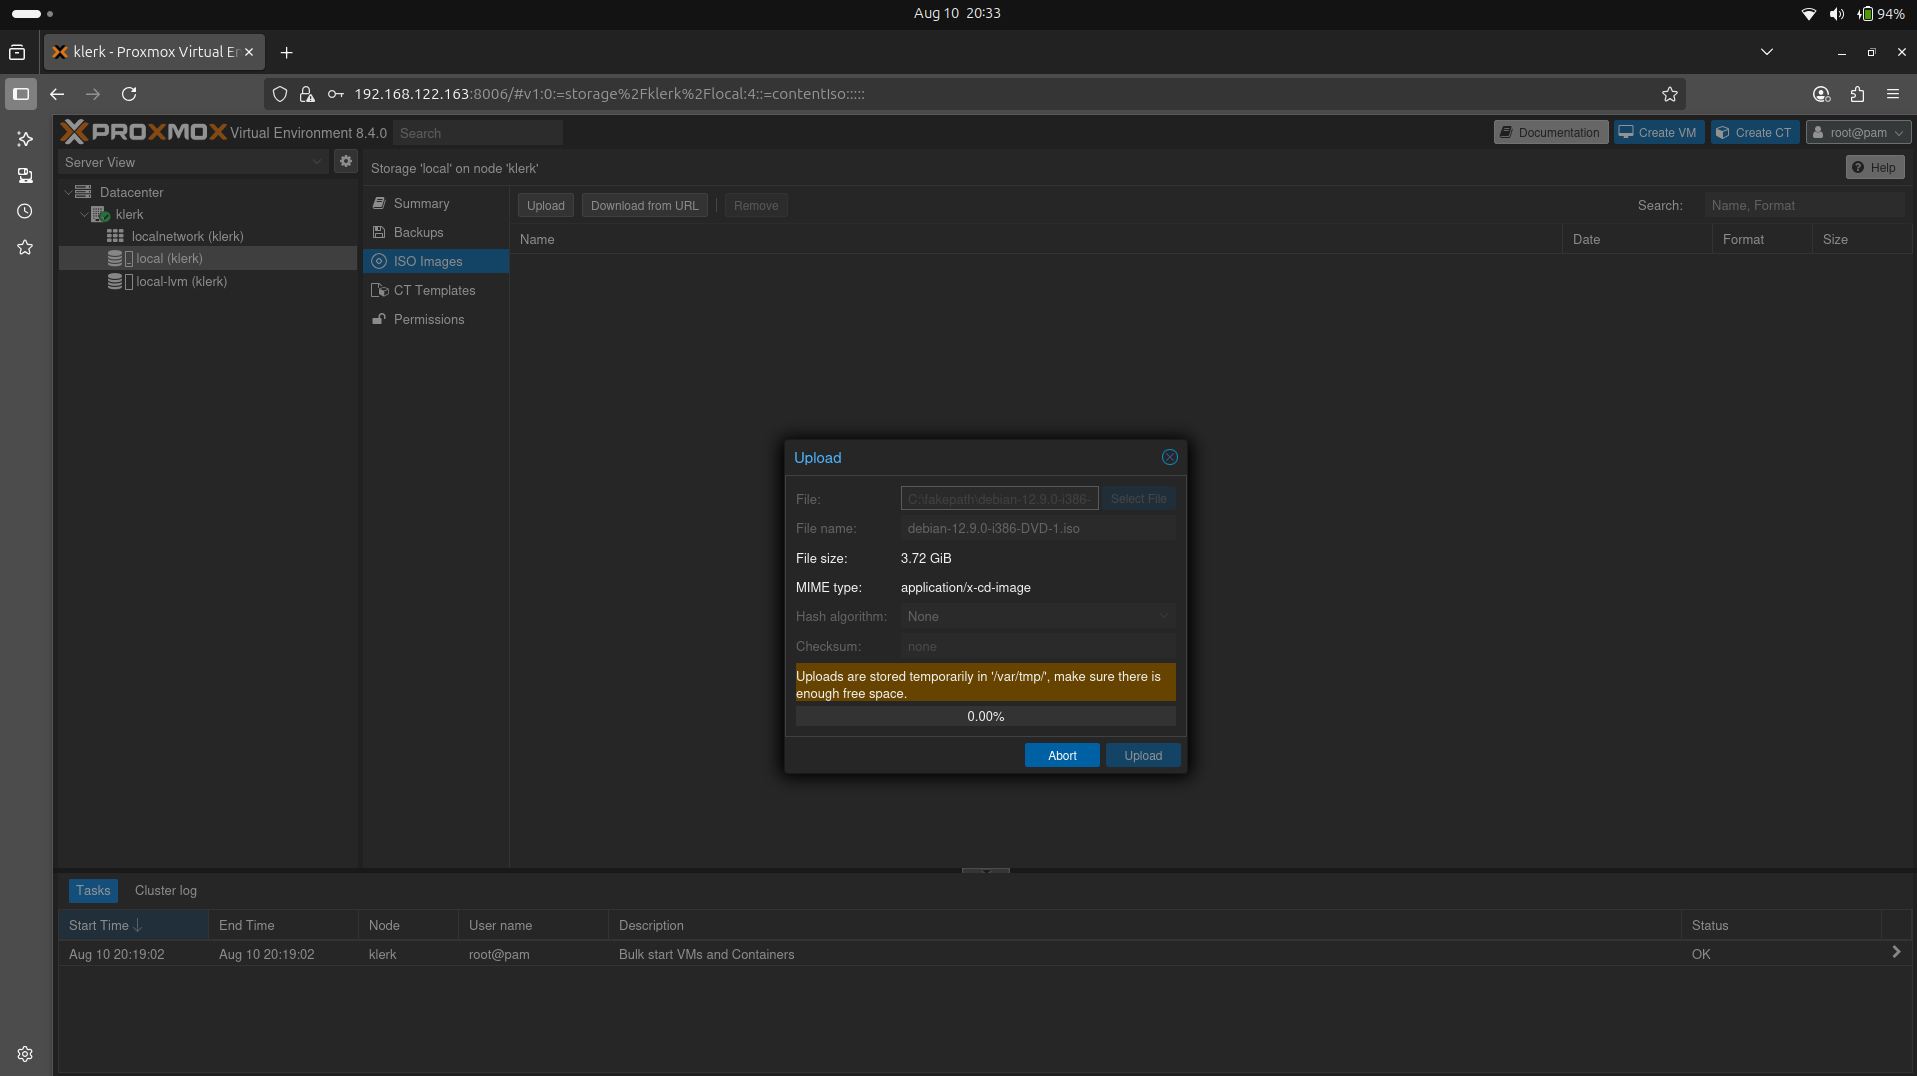 Aug 10 20:33
94%
klerk - Proxmox Virtual En
192.168.122.163:8006/#v1:0:=storage%2Fklerk%2Flocal:4::=contentIso:::::
PROXMOX Virtual Environment 8.4.0
Search
Documentation
Create VM
Create CT
root@pam
Server View
Storage 'local' on node 'klerk'
Help
Datacenter
klerk
localnetwork (klerk)
local (klerk)
local-lvm (klerk)
Summary
Backups
ISO Images
CT Templates
Permissions
Upload
Download from URL
Remove
Search:
Name, Format
Name
Date
Format
Size
Upload
File:
C:\fakepath\debian-12.9.0-i386-
Select File
File name:
debian-12.9.0-i386-DVD-1.iso
File size:
3.72 GiB
MIME type:
application/x-cd-image
Hash algorithm:
None
Checksum:
none
Uploads are stored temporarily in '/var/tmp/', make sure there is
enough free space.
0.00%
Abort
Upload
Tasks
Cluster log
Start Time
End Time
Node
User name
Description
Status
Aug 10 20:19:02
Aug 10 20:19:02
klerk
root@pam
Bulk start VMs and Containers
OK